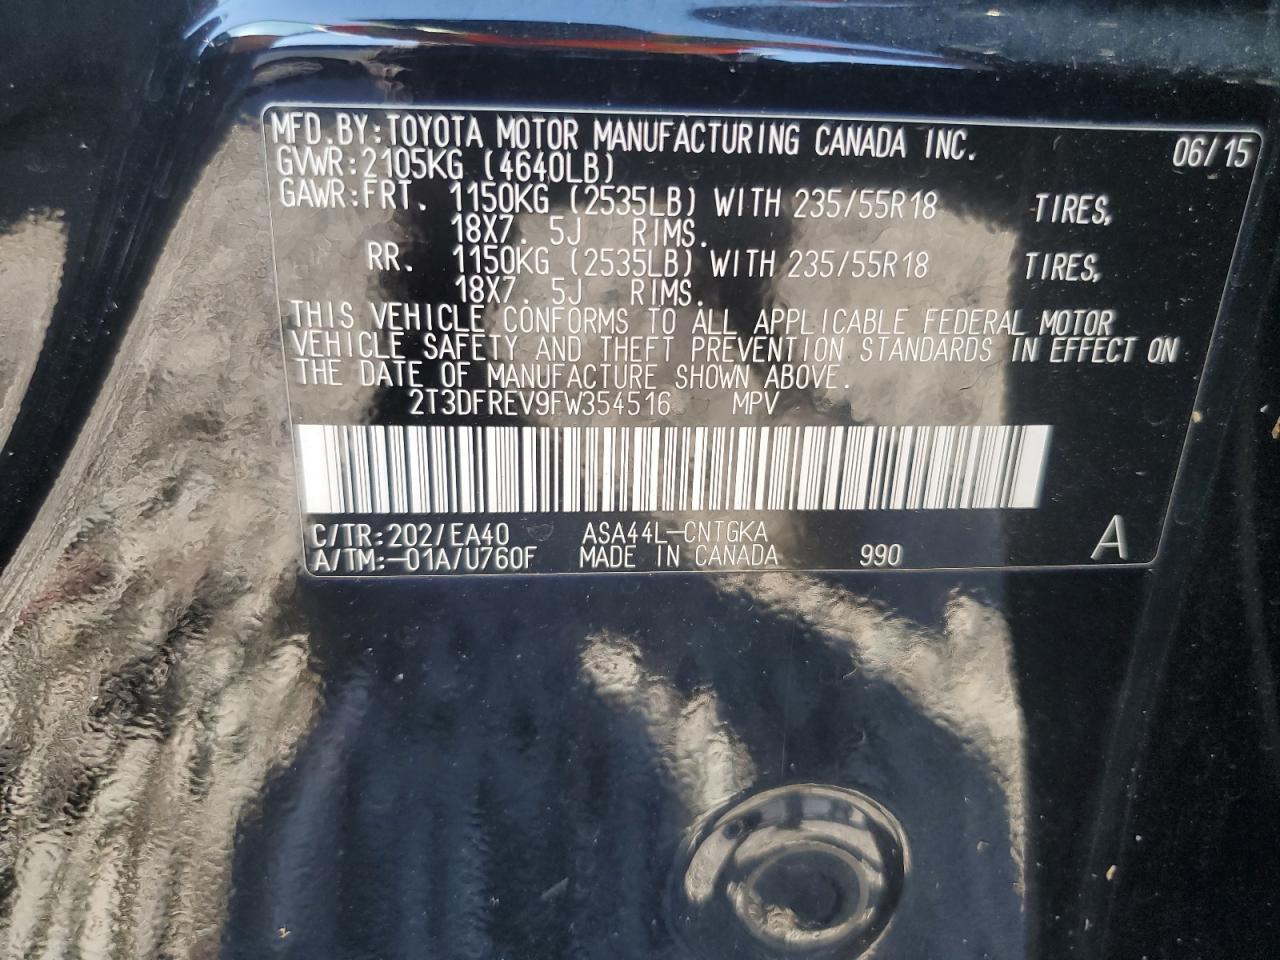 MFD.BY:TOYOTA MOTOR MANUFACTURING CANADA INC. 06/15
GVWR:2105KG (4640LB)
GAWR:FRT. 1150KG (2535LB) WITH 235/55R18 TIRES,
18X7. 5J RIMS.
RR. 1150KG (2535LB) WITH 235/55R18 TIRES,
18X7. 5J RIMS.
THIS VEHICLE CONFORMS TO ALL APPLICABLE FEDERAL MOTOR
VEHICLE SAFETY AND THEFT PREVENTION STANDARDS IN EFFECT ON
THE DATE OF MANUFACTURE SHOWN ABOVE.
2T3DFREV9FW354516 MPV
C/TR:202/EA40 ASA44L-CNTGKA
A/TM:-01A/U760F MADE IN CANADA 990 A